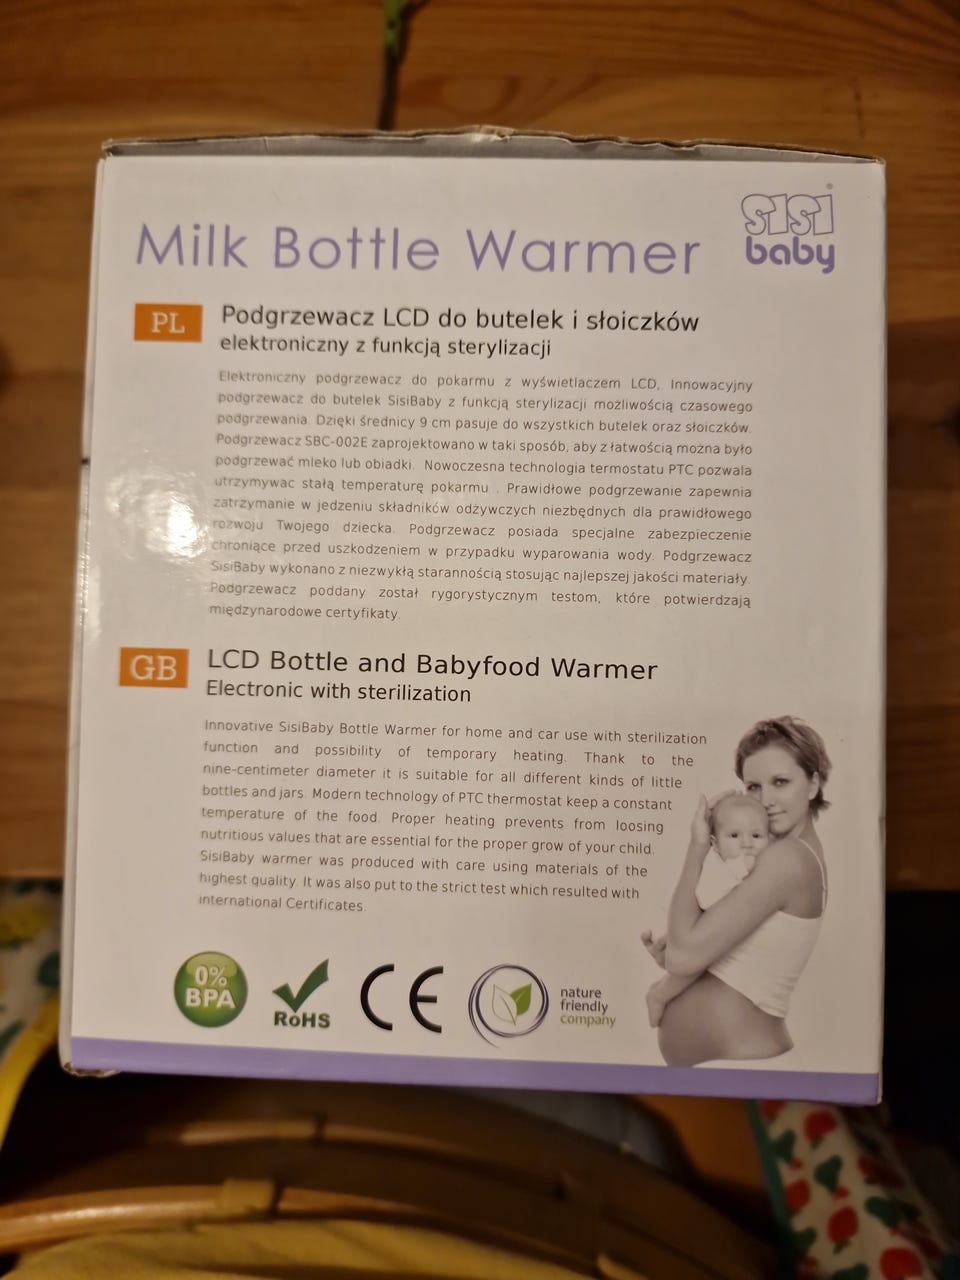 SiSi®
baby
Milk Bottle Warmer
PL
Podgrzewacz LCD do butelek i słoiczków
elektroniczny z funkcją sterylizacji
Elektroniczny podgrzewacz do pokarmu z wyświetlaczem LCD, Innowacyjny
podgrzewacz do butelek SisiBaby z funkcją sterylizacji możliwością czasowego
podgrzewania. Dzięki średnicy 9 cm pasuje do wszystkich butelek oraz słoiczków.
Podgrzewacz SBC-002E zaprojektowano w taki sposób, aby z łatwością można było
podgrzewać mleko lub obiadki. Nowoczesna technologia termostatu PTC pozwala
utrzymywac stałą temperaturę pokarmu . Prawidłowe podgrzewanie zapewnia
zatrzymanie w jedzeniu składników odżywczych niezbędnych dla prawidłowego
rozwoju Twojego dziecka. Podgrzewacz posiada specjalne zabezpieczenie
chroniące przed uszkodzeniem w przypadku wyparowania wody. Podgrzewacz
SisiBaby wykonano z niezwykłą starannością stosując najlepszej jakości materiały.
Podgrzewacz poddany został rygorystycznym testom, które potwierdzają
międzynarodowe certyfikaty.
GB
LCD Bottle and Babyfood Warmer
Electronic with sterilization
Innovative SisiBaby Bottle Warmer for home and car use with sterilization
function and possibility of temporary heating. Thank to the
nine-centimeter diameter it is suitable for all different kinds of little
bottles and jars. Modern technology of PTC thermostat keep a constant
temperature of the food. Proper heating prevents from loosing
nutritious values that are essential for the proper grow of your child.
SisiBaby warmer was produced with care using materials of the
highest quality. It was also put to the strict test which resulted with
international Certificates.
0%
BPA
RoHS
CE
nature
friendly
company